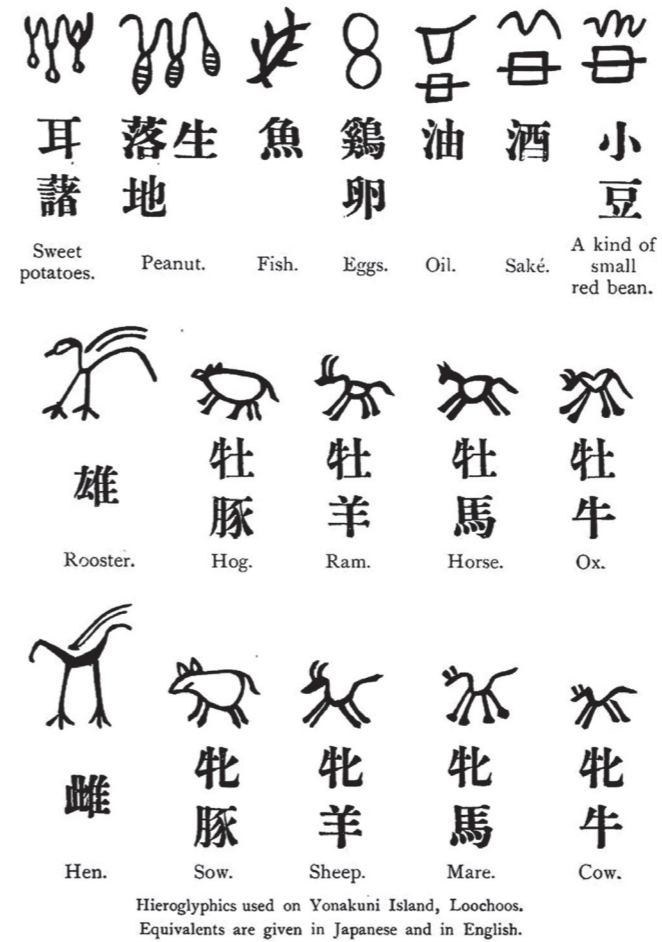 耳 落生 魚 鷄 油 酒 小
藷 地 卵 豆
Sweet potatoes. Peanut. Fish. Eggs. Oil. Saké. A kind of small red bean.
雄 牡豚 牡羊 牡馬 牡牛
Rooster. Hog. Ram. Horse. Ox.
雌 牝豚 牝羊 牝馬 牝牛
Hen. Sow. Sheep. Mare. Cow.
Hieroglyphics used on Yonakuni Island, Loochoos.
Equivalents are given in Japanese and in English.